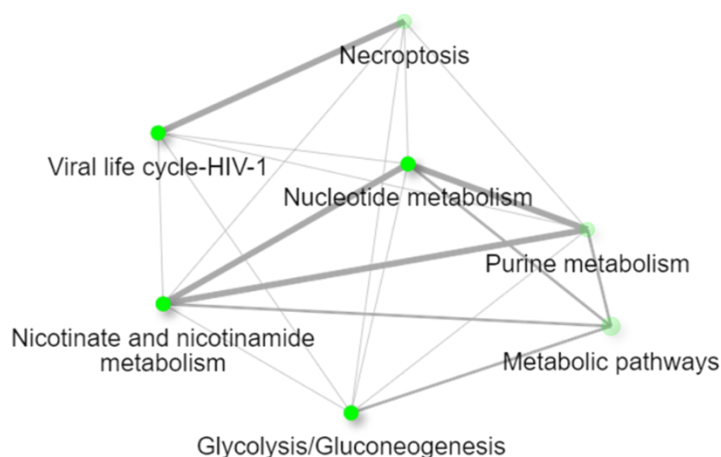 Necroptosis
Viral life cycle-HIV-1
Nucleotide metabolism
Purine metabolism
Nicotinate and nicotinamide
metabolism
Metabolic pathways
Glycolysis/Gluconeogenesis